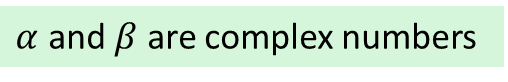 𝛼 and 𝛽 are complex numbers